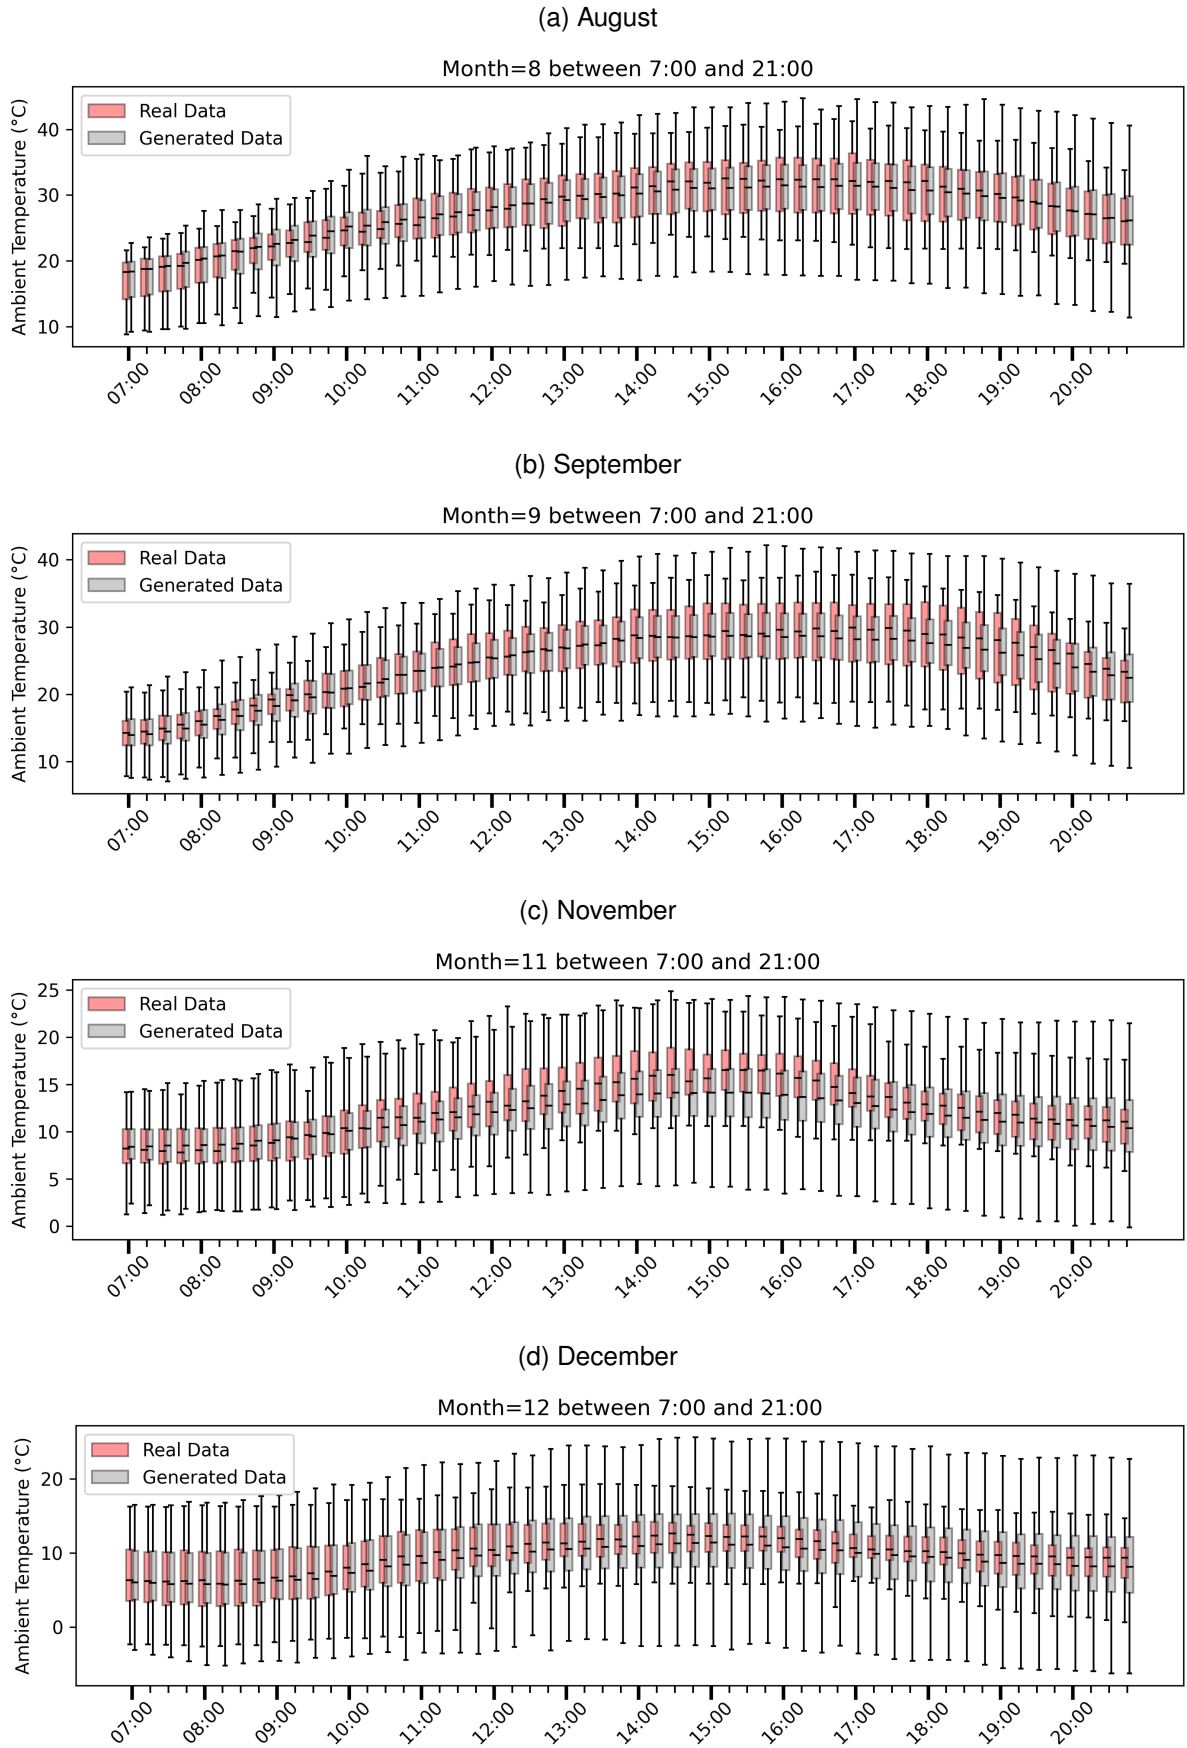 (a) August
Month=8 between 7:00 and 21:00
Real Data
Generated Data
Ambient Temperature (°C)
40
30
20
10
07:00 08:00 09:00 10:00 11:00 12:00 13:00 14:00 15:00 16:00 17:00 18:00 19:00 20:00
(b) September
Month=9 between 7:00 and 21:00
Real Data
Generated Data
Ambient Temperature (°C)
40
30
20
10
07:00 08:00 09:00 10:00 11:00 12:00 13:00 14:00 15:00 16:00 17:00 18:00 19:00 20:00
(c) November
Month=11 between 7:00 and 21:00
Real Data
Generated Data
Ambient Temperature (°C)
25
20
15
10
5
0
07:00 08:00 09:00 10:00 11:00 12:00 13:00 14:00 15:00 16:00 17:00 18:00 19:00 20:00
(d) December
Month=12 between 7:00 and 21:00
Real Data
Generated Data
Ambient Temperature (°C)
20
10
0
07:00 08:00 09:00 10:00 11:00 12:00 13:00 14:00 15:00 16:00 17:00 18:00 19:00 20:00